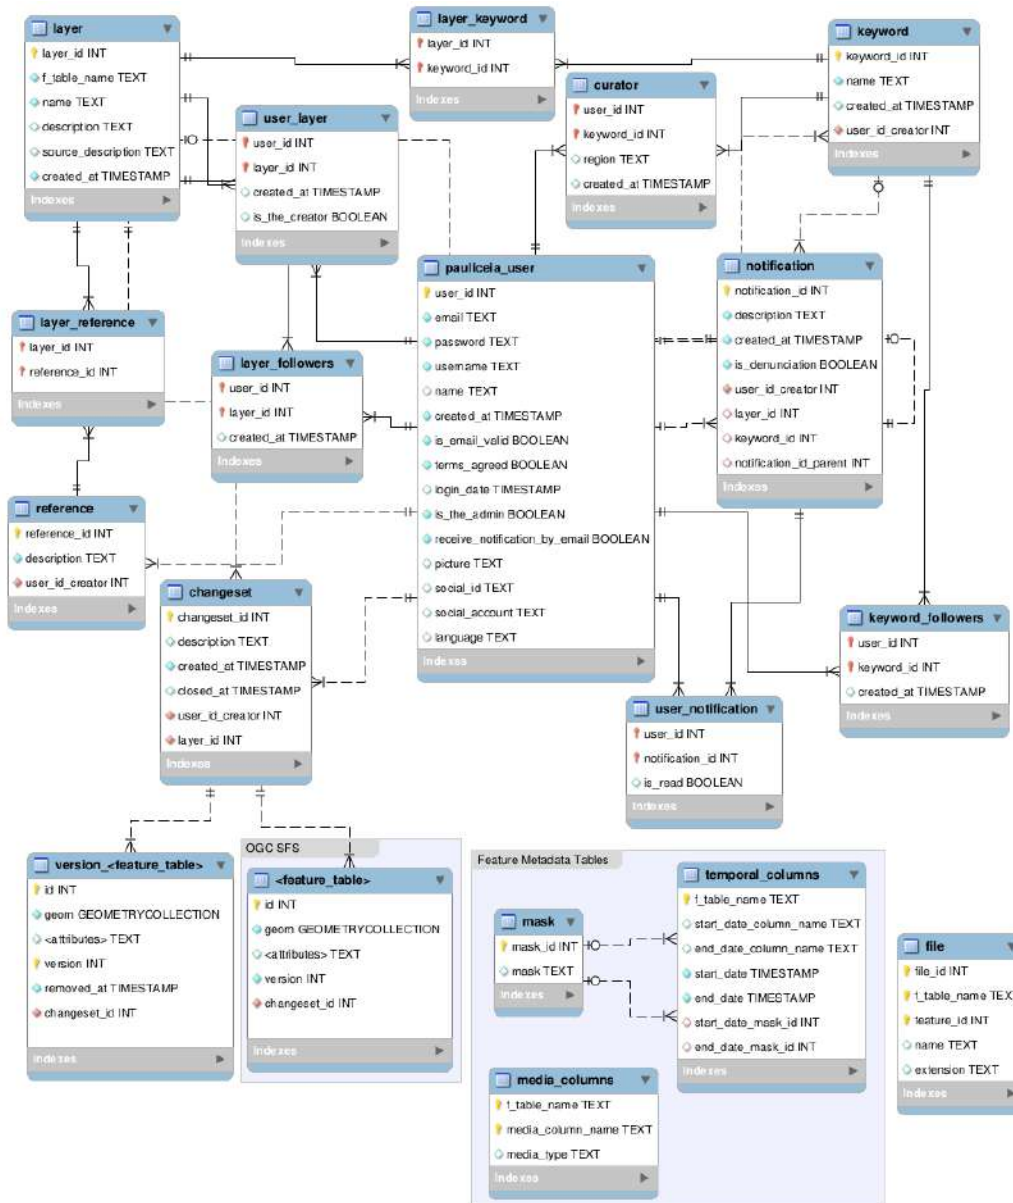 layer
layer_id INT
f_table_name TEXT
name TEXT
description TEXT
source_description TEXT
created_at TIMESTAMP
Indexes
layer_keyword
layer_id INT
keyword_id INT
Indexes
keyword
keyword_id INT
name TEXT
created_at TIMESTAMP
user_id_creator INT
Indexes
user_layer
user_id INT
layer_id INT
created_at TIMESTAMP
is_the_creator BOOLEAN
Indexes
curator
user_id INT
keyword_id INT
region TEXT
created_at TIMESTAMP
Indexes
layer_reference
layer_id INT
reference_id INT
Indexes
layer_followers
user_id INT
layer_id INT
created_at TIMESTAMP
Indexes
pauliceia_user
user_id INT
email TEXT
password TEXT
username TEXT
name TEXT
created_at TIMESTAMP
is_email_valid BOOLEAN
terms_agreed BOOLEAN
login_date TIMESTAMP
is_the_admin BOOLEAN
receive_notification_by_email BOOLEAN
picture TEXT
social_id TEXT
social_account TEXT
language TEXT
Indexes
notification
notification_id INT
description TEXT
created_at TIMESTAMP
is_denunciation BOOLEAN
user_id_creator INT
layer_id INT
keyword_id INT
notification_id_parent INT
Indexes
reference
reference_id INT
description TEXT
user_id_creator INT
Indexes
changeset
changeset_id INT
description TEXT
created_at TIMESTAMP
closed_at TIMESTAMP
user_id_creator INT
layer_id INT
Indexes
keyword_followers
user_id INT
keyword_id INT
created_at TIMESTAMP
Indexes
user_notification
user_id INT
notification_id INT
is_read BOOLEAN
Indexes
version_<feature_table>
id INT
geom GEOMETRYCOLLECTION
<attributes> TEXT
version INT
removed_at TIMESTAMP
changeset_id INT
Indexes
OGC SFS
<feature_table>
id INT
geom GEOMETRYCOLLECTION
<attributes> TEXT
version INT
changeset_id INT
Indexes
Feature Metadata Tables
mask
mask_id INT
mask TEXT
Indexes
temporal_columns
f_table_name TEXT
start_date_column_name TEXT
end_date_column_name TEXT
start_date TIMESTAMP
end_date TIMESTAMP
start_date_mask_id INT
end_date_mask_id INT
Indexes
media_columns
f_table_name TEXT
media_column_name TEXT
media_type TEXT
Indexes
file
file_id INT
f_table_name TEX
feature_id INT
name TEXT
extension TEXT
Indexes